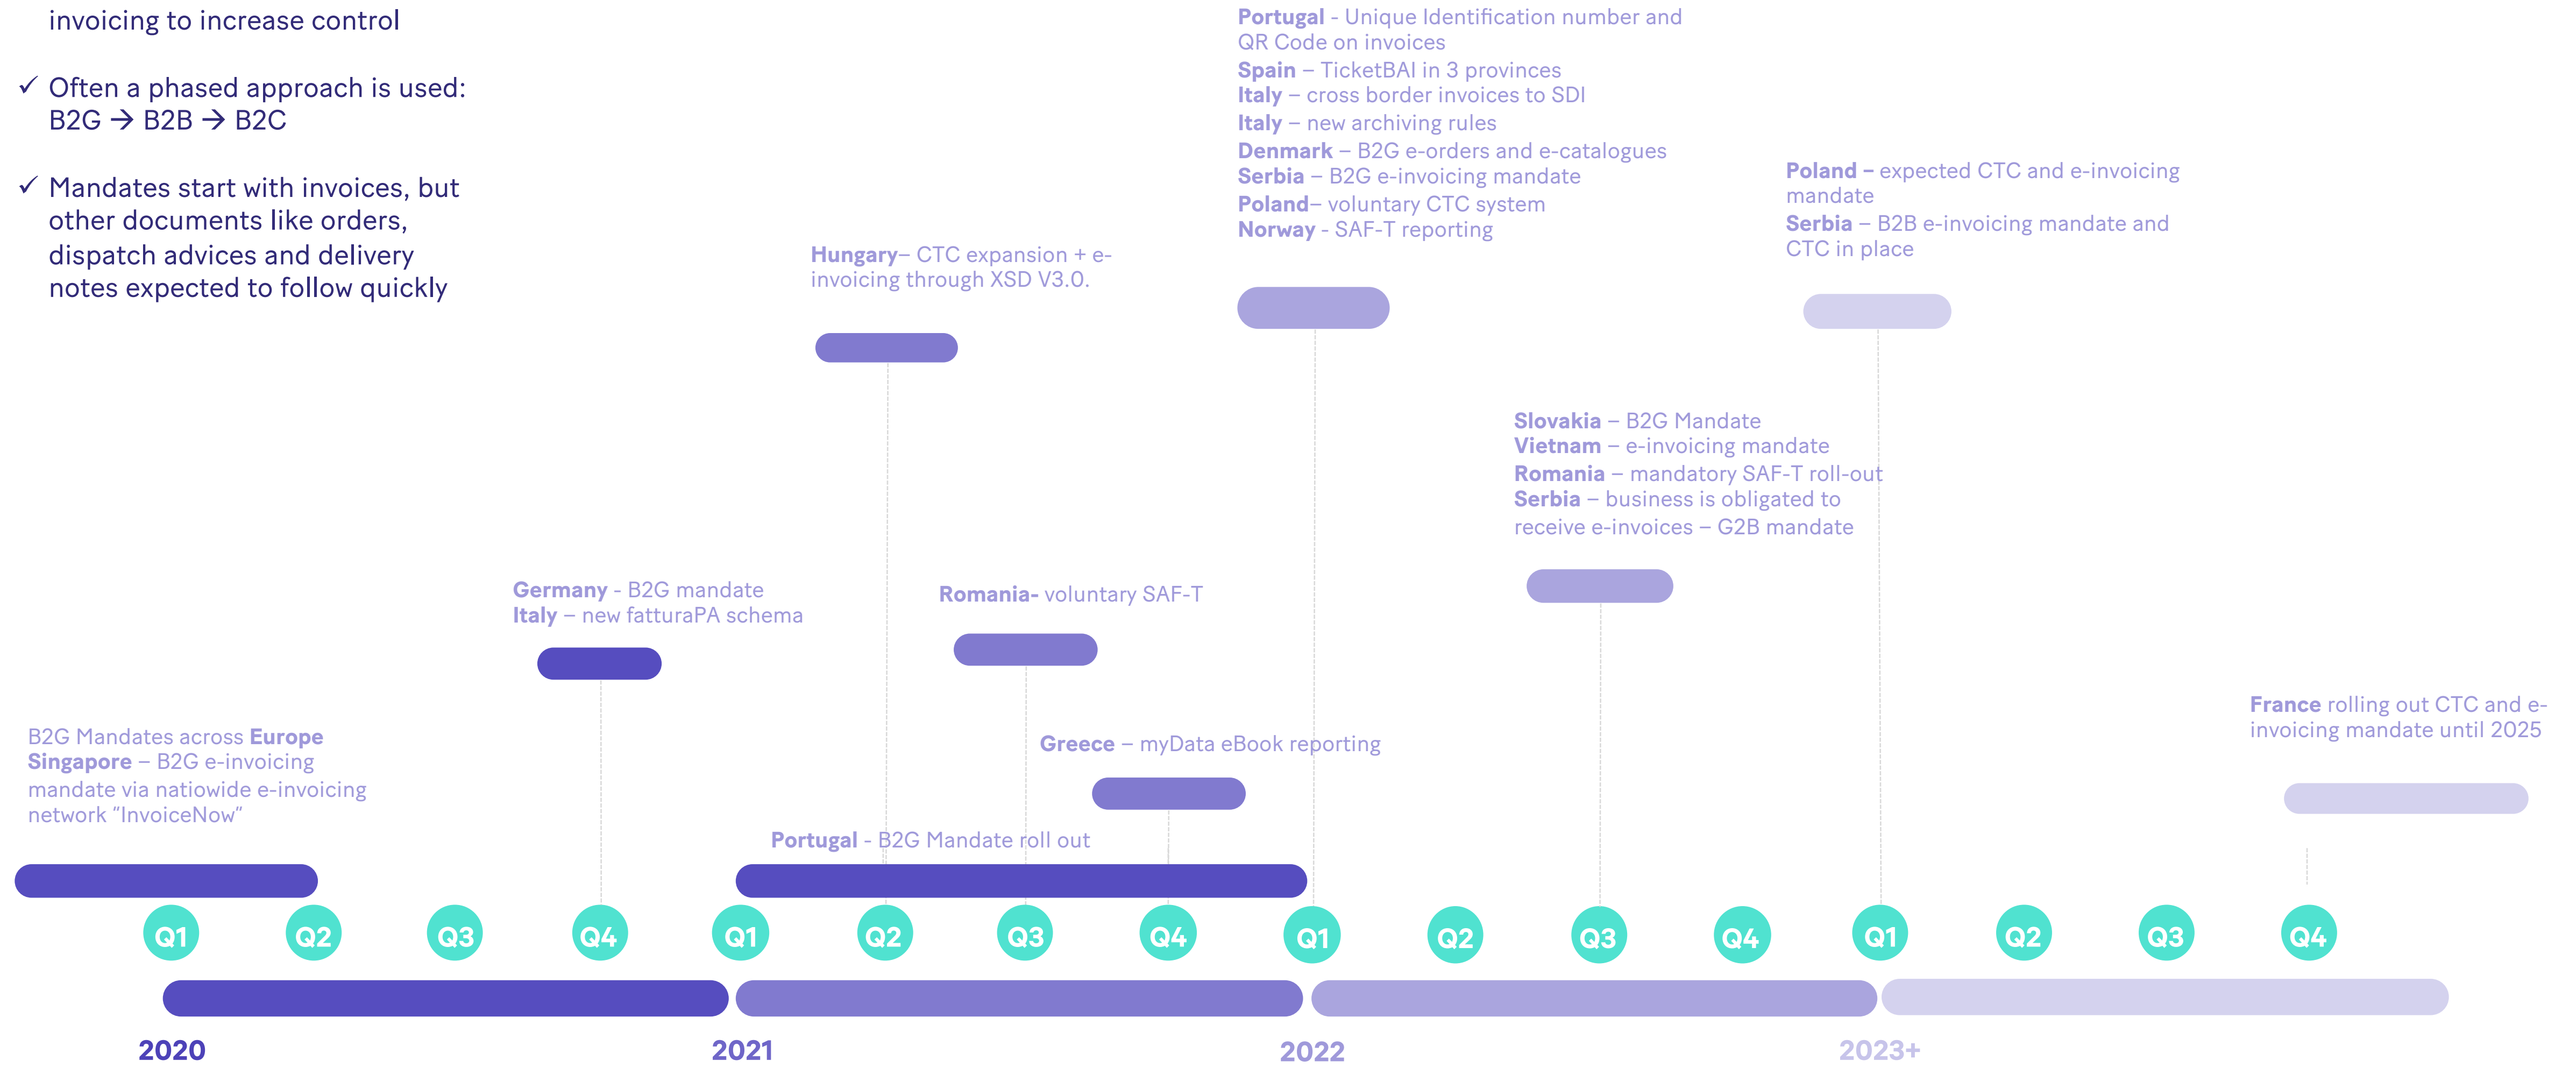 invoicing to increase control
✓ Often a phased approach is used:
B2G → B2B → B2C
✓ Mandates start with invoices, but
other documents like orders,
dispatch advices and delivery
notes expected to follow quickly
B2G Mandates across Europe
Singapore – B2G e-invoicing
mandate via natiowide e-invoicing
network “InvoiceNow”
Germany - B2G mandate
Italy – new fatturaPA schema
Hungary– CTC expansion + e-
invoicing through XSD V3.0.
Romania- voluntary SAF-T
Greece – myData eBook reporting
Portugal - B2G Mandate roll out
Portugal - Unique Identification number and
QR Code on invoices
Spain – TicketBAI in 3 provinces
Italy – cross border invoices to SDI
Italy – new archiving rules
Denmark – B2G e-orders and e-catalogues
Serbia – B2G e-invoicing mandate
Poland– voluntary CTC system
Norway - SAF-T reporting
Slovakia – B2G Mandate
Vietnam – e-invoicing mandate
Romania – mandatory SAF-T roll-out
Serbia – business is obligated to
receive e-invoices – G2B mandate
Poland – expected CTC and e-invoicing
mandate
Serbia – B2B e-invoicing mandate and
CTC in place
France rolling out CTC and e-
invoicing mandate until 2025
Q1 Q2 Q3 Q4 Q1 Q2 Q3 Q4 Q1 Q2 Q3 Q4 Q1 Q2 Q3 Q4
2020 2021 2022 2023+